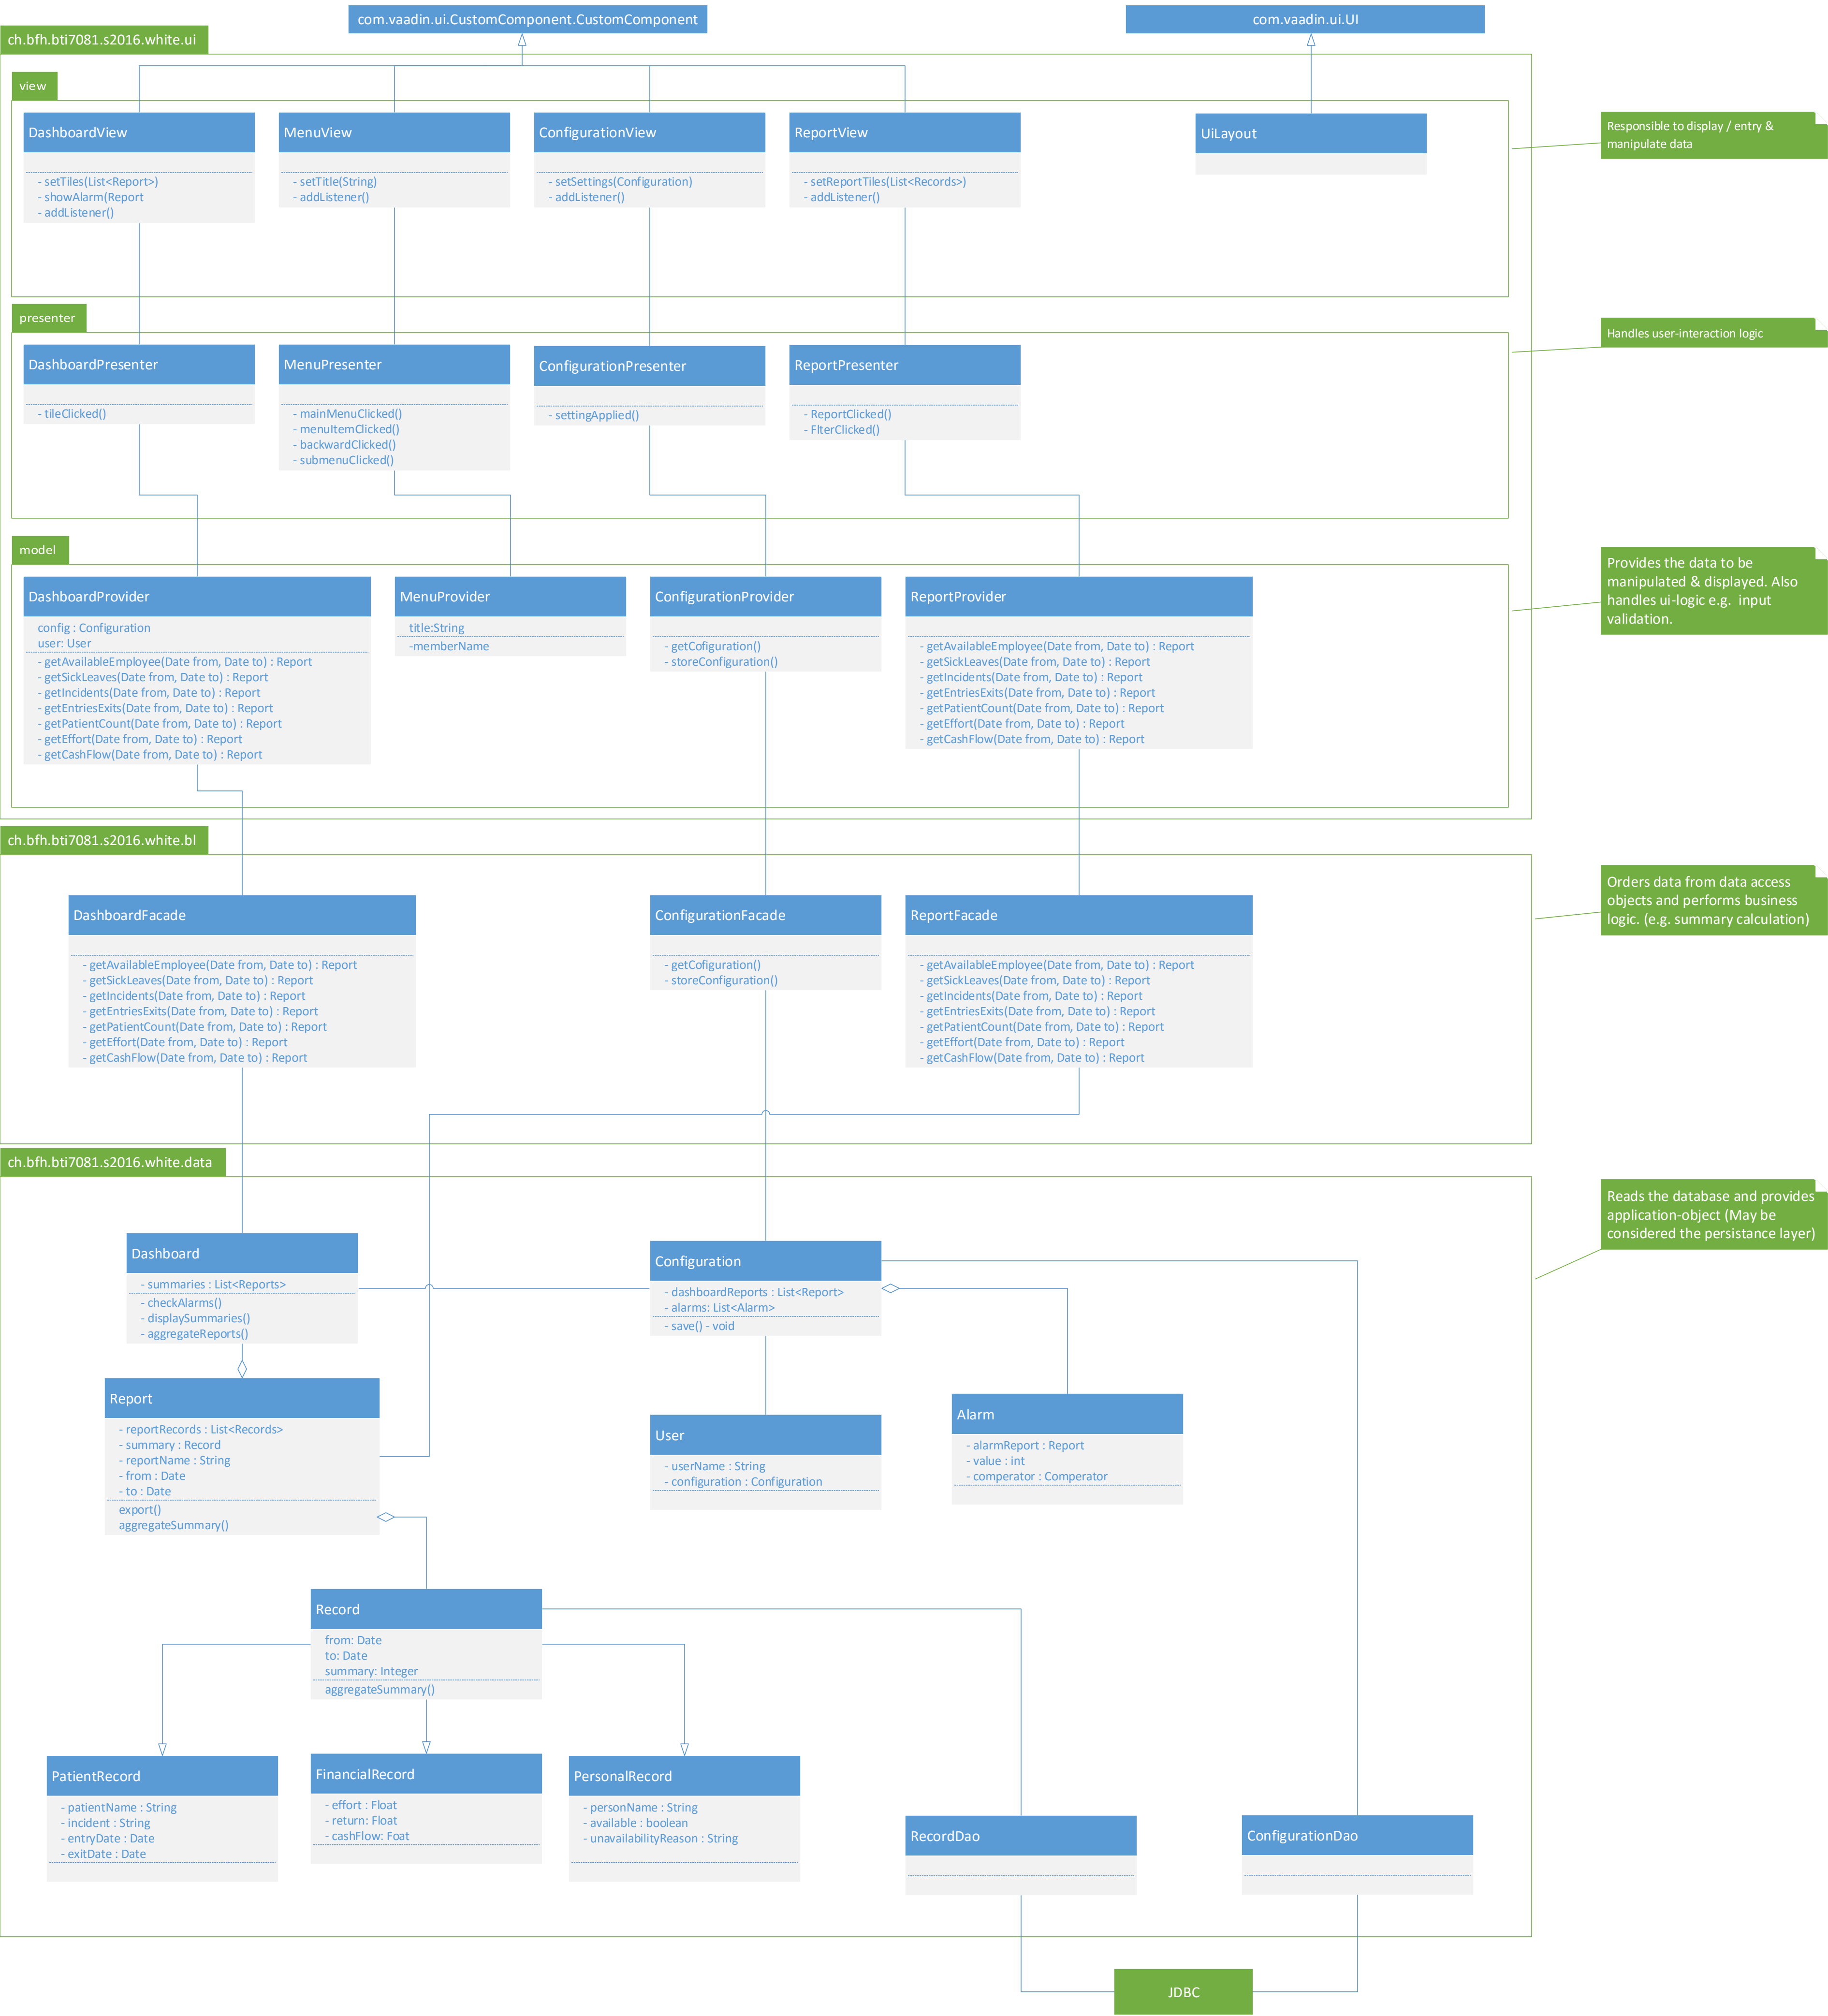 com.vaadin.ui.CustomComponent.CustomComponent
com.vaadin.ui.UI
ch.bfh.bti7081.s2016.white.ui
view
DashboardView
- setTiles(List<Report>)
- showAlarm(Report
- addListener()
MenuView
- setTitle(String)
- addListener()
ConfigurationView
- setSettings(Configuration)
- addListener()
ReportView
- setReportTiles(List<Records>)
- addListener()
UiLayout
Responsible to display / entry &
manipulate data
presenter
DashboardPresenter
- tileClicked()
MenuPresenter
- mainMenuClicked()
- menuItemClicked()
- backwardClicked()
- submenuClicked()
ConfigurationPresenter
- settingApplied()
ReportPresenter
- ReportClicked()
- FlterClicked()
Handles user-interaction logic
model
DashboardProvider
config : Configuration
user: User
- getAvailableEmployee(Date from, Date to) : Report
- getSickLeaves(Date from, Date to) : Report
- getIncidents(Date from, Date to) : Report
- getEntriesExits(Date from, Date to) : Report
- getPatientCount(Date from, Date to) : Report
- getEffort(Date from, Date to) : Report
- getCashFlow(Date from, Date to) : Report
MenuProvider
title:String
-memberName
ConfigurationProvider
- getCofiguration()
- storeConfiguration()
ReportProvider
- getAvailableEmployee(Date from, Date to) : Report
- getSickLeaves(Date from, Date to) : Report
- getIncidents(Date from, Date to) : Report
- getEntriesExits(Date from, Date to) : Report
- getPatientCount(Date from, Date to) : Report
- getEffort(Date from, Date to) : Report
- getCashFlow(Date from, Date to) : Report
Provides the data to be
manipulated & displayed. Also
handles ui-logic e.g. input
validation.
ch.bfh.bti7081.s2016.white.bl
DashboardFacade
- getAvailableEmployee(Date from, Date to) : Report
- getSickLeaves(Date from, Date to) : Report
- getIncidents(Date from, Date to) : Report
- getEntriesExits(Date from, Date to) : Report
- getPatientCount(Date from, Date to) : Report
- getEffort(Date from, Date to) : Report
- getCashFlow(Date from, Date to) : Report
ConfigurationFacade
- getCofiguration()
- storeConfiguration()
ReportFacade
- getAvailableEmployee(Date from, Date to) : Report
- getSickLeaves(Date from, Date to) : Report
- getIncidents(Date from, Date to) : Report
- getEntriesExits(Date from, Date to) : Report
- getPatientCount(Date from, Date to) : Report
- getEffort(Date from, Date to) : Report
- getCashFlow(Date from, Date to) : Report
Orders data from data access
objects and performs business
logic. (e.g. summary calculation)
ch.bfh.bti7081.s2016.white.data
Dashboard
- summaries : List<Reports>
- checkAlarms()
- displaySummaries()
- aggregateReports()
Configuration
- dashboardReports : List<Report>
- alarms: List<Alarm>
- save() - void
Reads the database and provides
application-object (May be
considered the persistance layer)
Report
- reportRecords : List<Records>
- summary : Record
- reportName : String
- from : Date
- to : Date
export()
aggregateSummary()
User
- userName : String
- configuration : Configuration
Alarm
- alarmReport : Report
- value : int
- comperator : Comperator
Record
from: Date
to: Date
summary: Integer
aggregateSummary()
PatientRecord
- patientName : String
- incident : String
- entryDate : Date
- exitDate : Date
FinancialRecord
- effort : Float
- return: Float
- cashFlow: Foat
PersonalRecord
- personName : String
- available : boolean
- unavailabilityReason : String
RecordDao
ConfigurationDao
JDBC